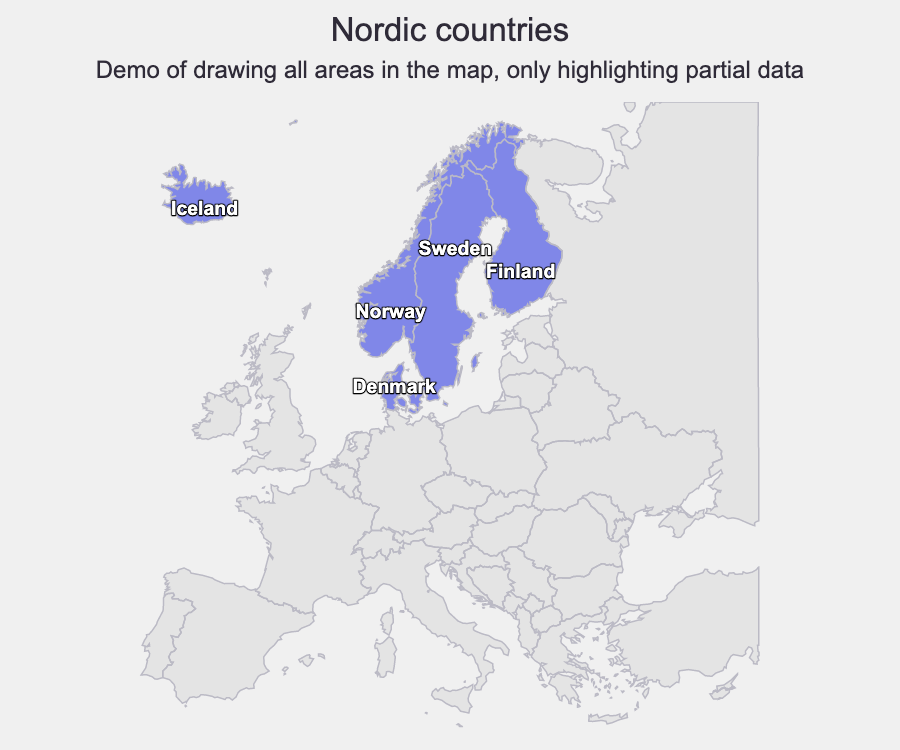 Nordic countries
Demo of drawing all areas in the map, only highlighting partial data
Iceland
Sweden
Finland
Norway
Denmark